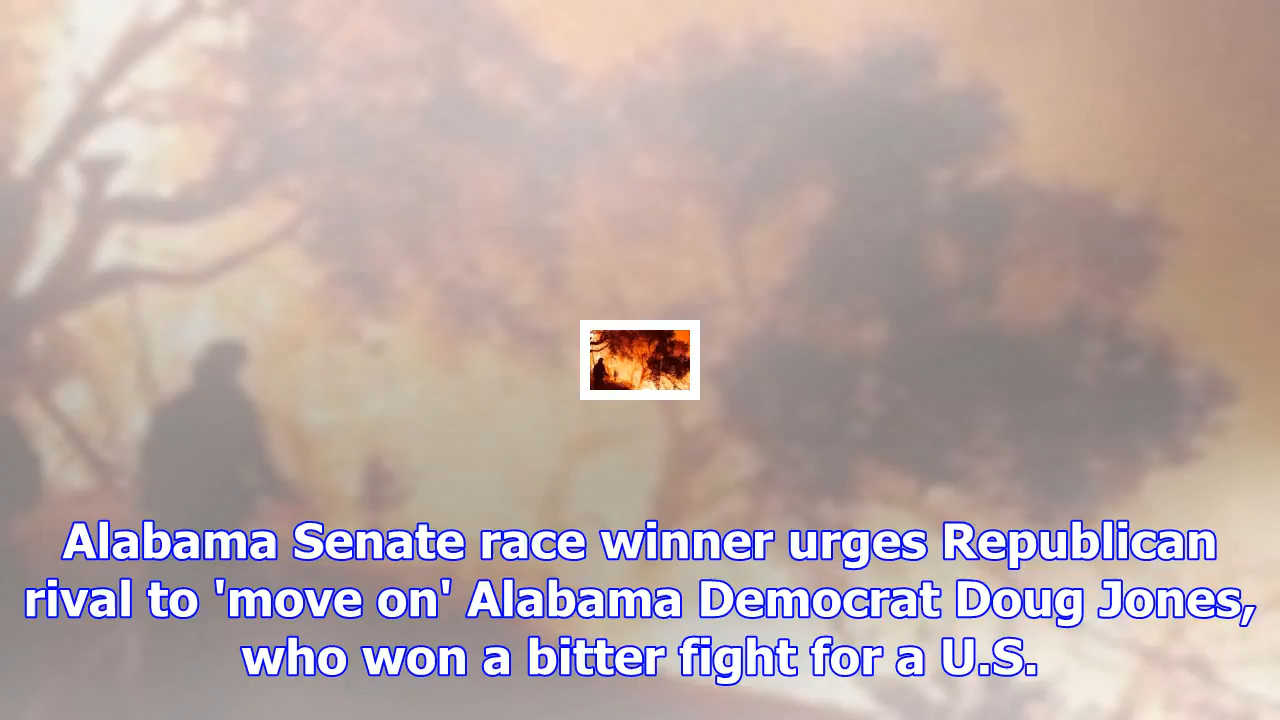 Alabama Senate race winner urges Republican
rival to 'move on' Alabama Democrat Doug Jones,
who won a bitter fight for a U.S.